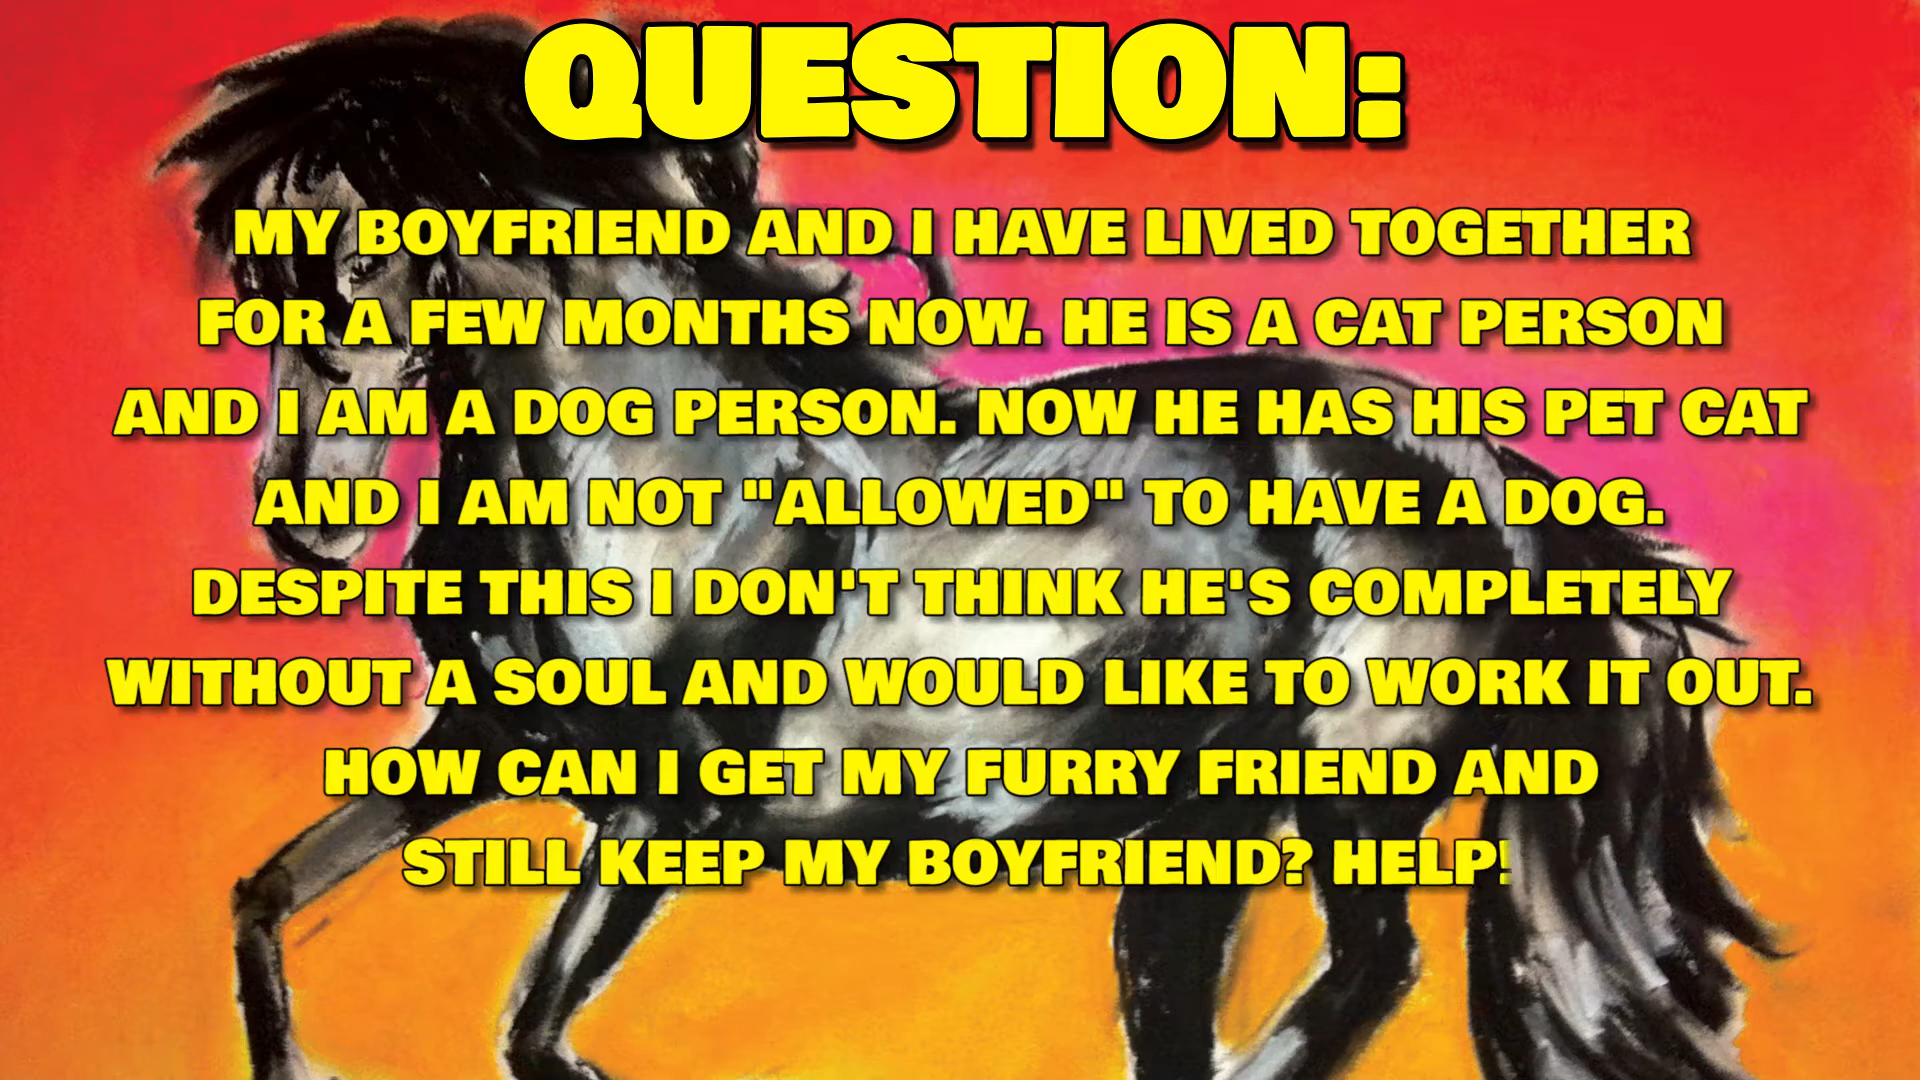 QUESTION:
MY BOYFRIEND AND I HAVE LIVED TOGETHER
FOR A FEW MONTHS NOW. HE IS A CAT PERSON
AND I AM A DOG PERSON. NOW HE HAS HIS PET CAT
AND I AM NOT "ALLOWED" TO HAVE A DOG.
DESPITE THIS I DON'T THINK HE'S COMPLETELY
WITHOUT A SOUL AND WOULD LIKE TO WORK IT OUT.
HOW CAN I GET MY FURRY FRIEND AND
STILL KEEP MY BOYFRIEND? HELP!